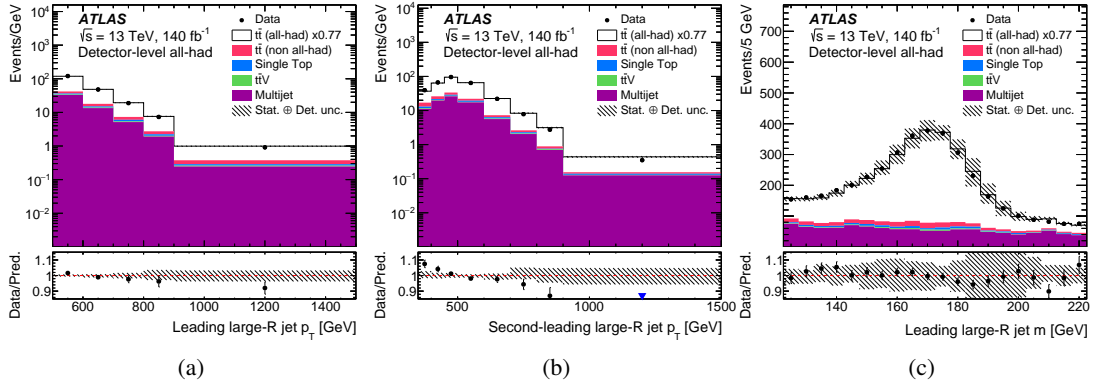 ATLAS
√s = 13 TeV, 140 fb⁻¹
Detector-level all-had
Data
tt̄ (all-had) x0.77
tt̄ (non all-had)
Single Top
tt̄V
Multijet
Stat. ⊕ Det. unc.
Events/GeV
10⁴
10³
10²
10
1
10⁻¹
10⁻²
Data/Pred.
1.1
1
0.9
600 800 1000 1200 1400
Leading large-R jet p_T [GeV]
(a)
ATLAS
√s = 13 TeV, 140 fb⁻¹
Detector-level all-had
Data
tt̄ (all-had) x0.77
tt̄ (non all-had)
Single Top
tt̄V
Multijet
Stat. ⊕ Det. unc.
Events/GeV
10⁴
10³
10²
10
1
10⁻¹
10⁻²
Data/Pred.
1.1
1
0.9
500 1000 1500
Second-leading large-R jet p_T [GeV]
(b)
ATLAS
√s = 13 TeV, 140 fb⁻¹
Detector-level all-had
Data
tt̄ (all-had) x0.77
tt̄ (non all-had)
Single Top
tt̄V
Multijet
Stat. ⊕ Det. unc.
Events/5 GeV
800
700
600
500
400
300
200
Data/Pred.
1.1
1
0.9
140 160 180 200 220
Leading large-R jet m [GeV]
(c)